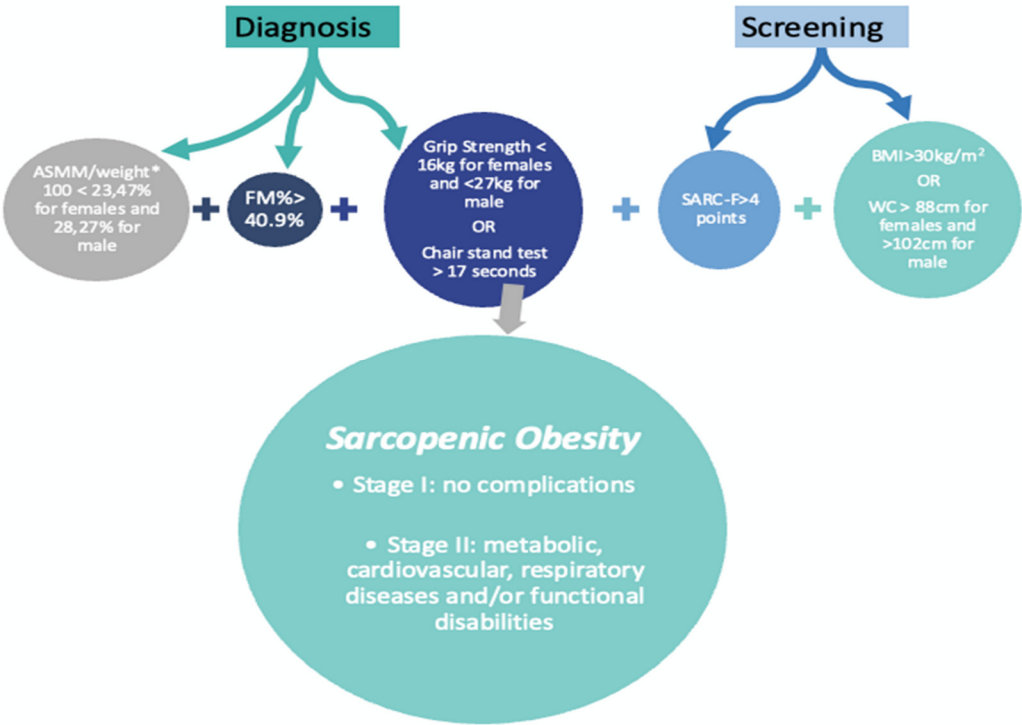 Diagnosis
Screening
ASMM/weight*
100 < 23,47%
for females and
28,27% for
male
+
FM%>
40.9%
+
Grip Strength <
16kg for females
and <27kg for
male
OR
Chair stand test
> 17 seconds
+
SARC-F>4
points
+
BMI>30kg/m²
OR
WC > 88cm for
females and
>102cm for
male
Sarcopenic Obesity
• Stage I: no complications
• Stage II: metabolic,
cardiovascular, respiratory
diseases and/or functional
disabilities